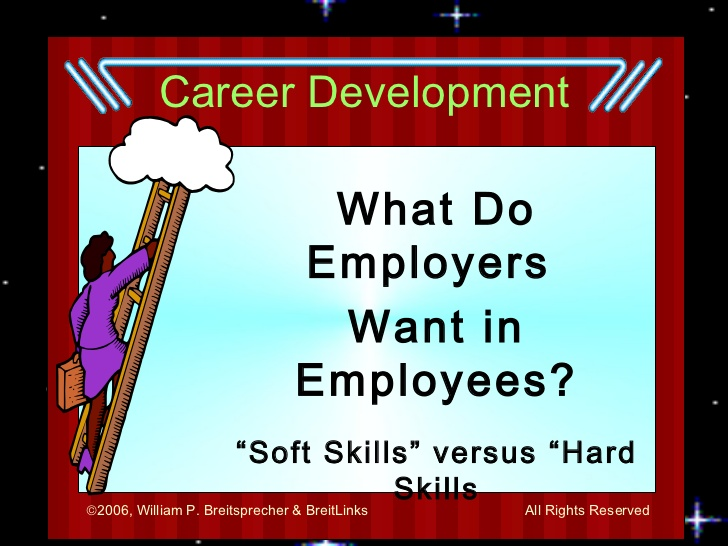 Career Development
What Do
Employers
Want in
Employees?
“Soft Skills” versus “Hard
Skills
©2006, William P. Breitsprecher & BreitLinks All Rights Reserved